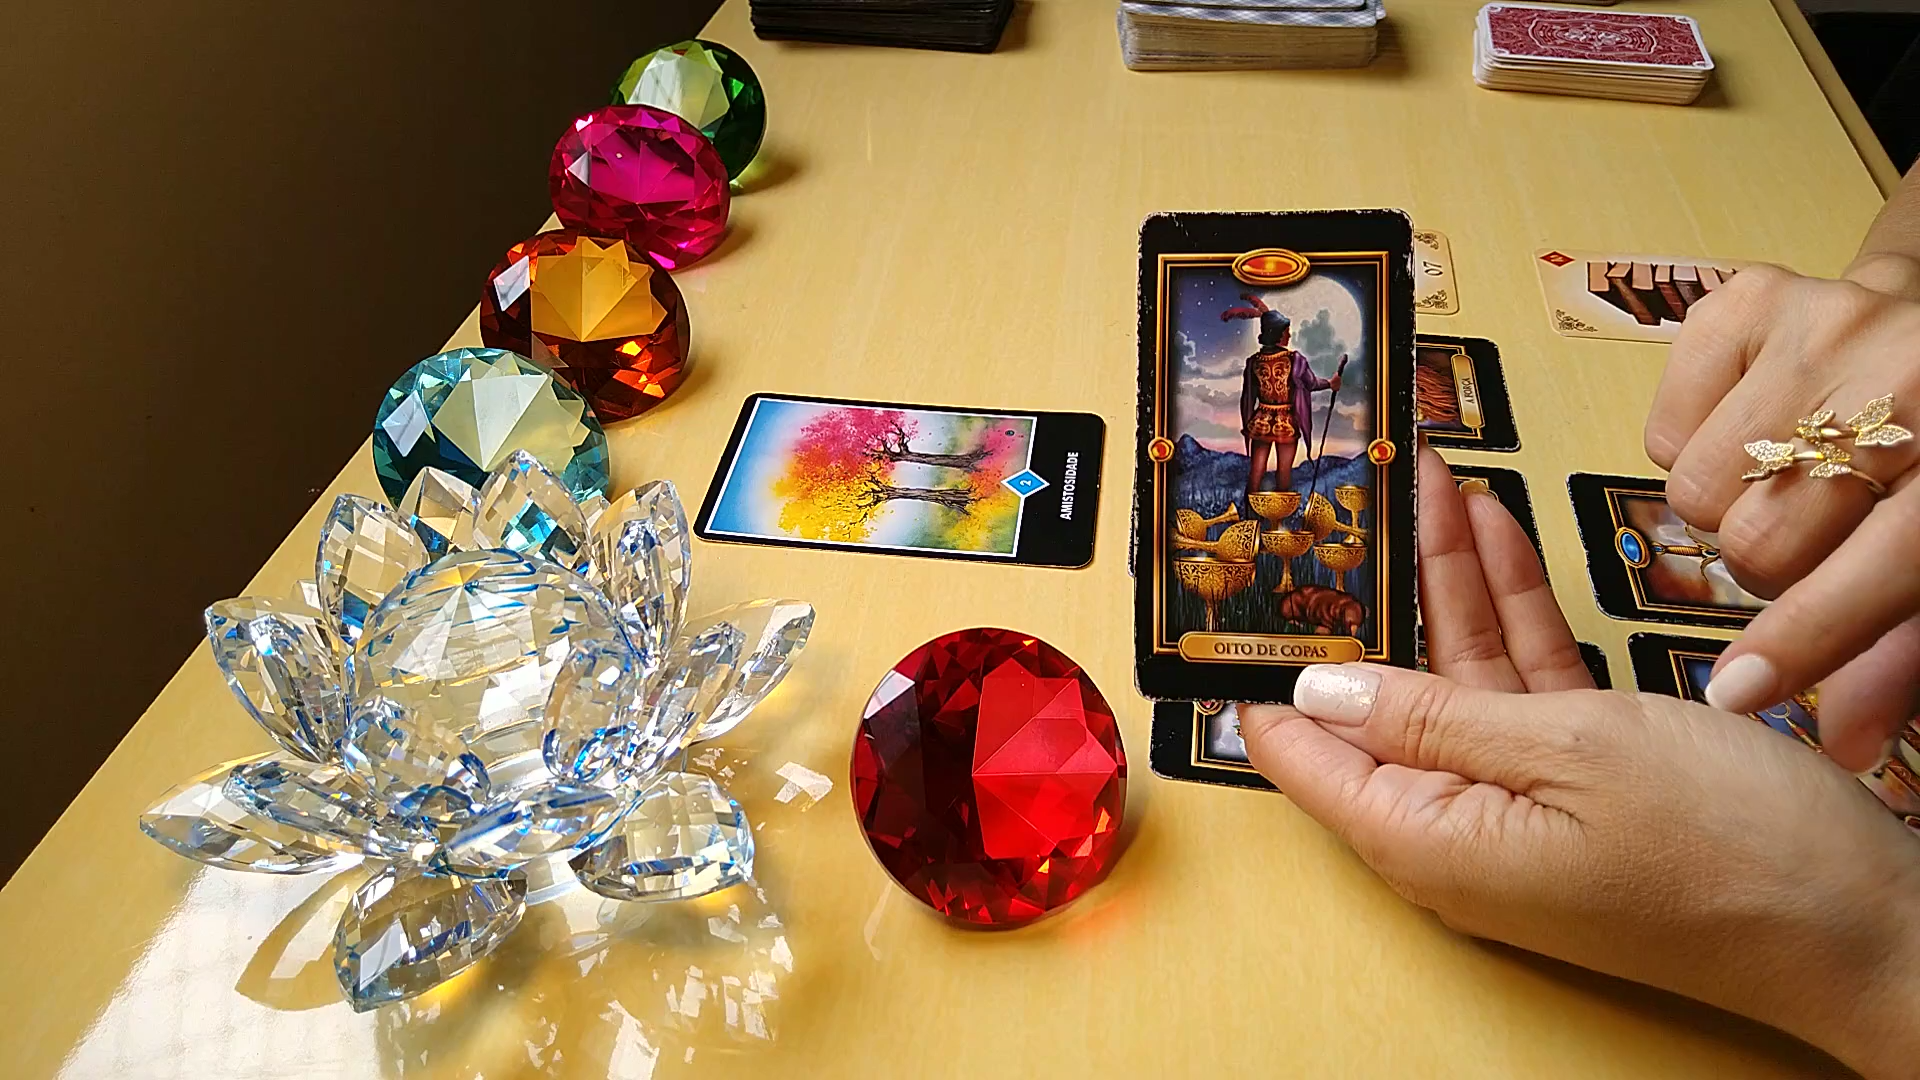 07
A FORÇA
2
AMISTOSIDADE
OITO DE COPAS